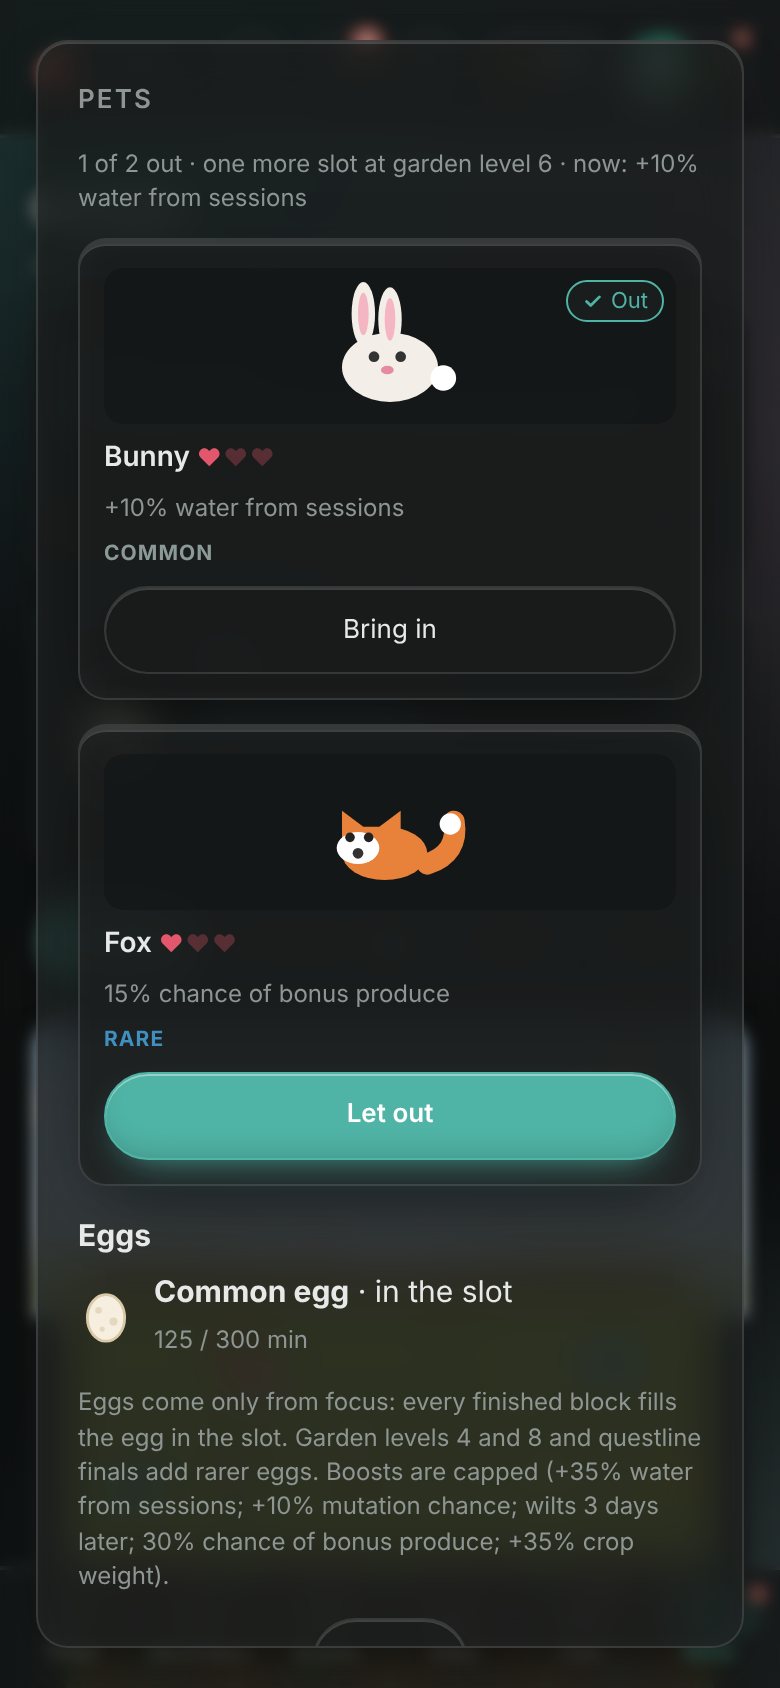 PETS
1 of 2 out · one more slot at garden level 6 · now: +10%
water from sessions
Out
Bunny
+10% water from sessions
COMMON
Bring in
Fox
15% chance of bonus produce
RARE
Let out
Eggs
Common egg · in the slot
125 / 300 min
Eggs come only from focus: every finished block fills
the egg in the slot. Garden levels 4 and 8 and questline
finals add rarer eggs. Boosts are capped (+35% water
from sessions; +10% mutation chance; wilts 3 days
later; 30% chance of bonus produce; +35% crop
weight).